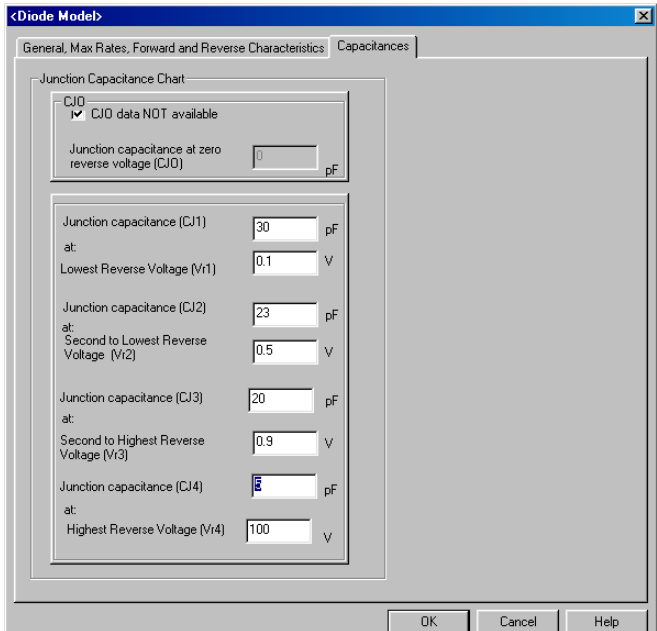 <Diode Model>
General, Max Rates, Forward and Reverse Characteristics
Capacitances
Junction Capacitance Chart
CJO
CJO data NOT available
Junction capacitance at zero
reverse voltage (CJO)
0
pF
Junction capacitance (CJ1)
30
pF
at:
Lowest Reverse Voltage (Vr1)
0.1
V
Junction capacitance (CJ2)
23
pF
at:
Second to Lowest Reverse
Voltage (Vr2)
0.5
V
Junction capacitance (CJ3)
20
pF
at:
Second to Highest Reverse
Voltage (Vr3)
0.9
V
Junction capacitance (CJ4)
5
pF
at:
Highest Reverse Voltage (Vr4)
100
V
OK
Cancel
Help